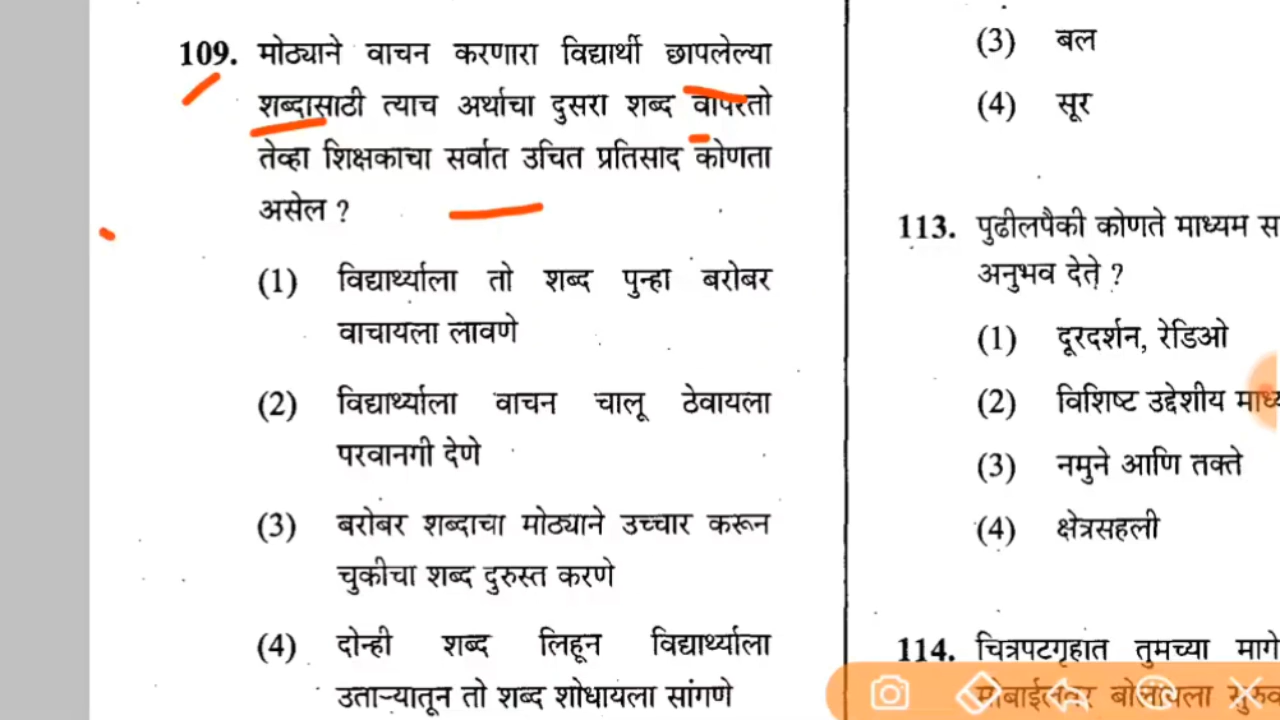 109. मोठ्याने वाचन करणारा विद्यार्थी छापलेल्या
शब्दासाठी त्याच अर्थाचा दुसरा शब्द वापरतो
तेव्हा शिक्षकाचा सर्वात उचित प्रतिसाद कोणता
असेल ?
(1) विद्यार्थ्याला तो शब्द पुन्हा बरोबर
वाचायला लावणे
(2) विद्यार्थ्याला वाचन चालू ठेवायला
परवानगी देणे
(3) बरोबर शब्दाचा मोठ्याने उच्चार करून
चुकीचा शब्द दुरुस्त करणे
(4) दोन्ही शब्द लिहून विद्यार्थ्याला
उताऱ्यातून तो शब्द शोधायला सांगणे
(3) बल
(4) सूर
113. पुढीलपैकी कोणते माध्यम स
अनुभव देते ?
(1) दूरदर्शन, रेडिओ
(2) विशिष्ट उद्देशीय माध्य
(3) नमुने आणि तक्ते
(4) क्षेत्रसहली
114. चित्रपटगृहात तुमच्या मागे